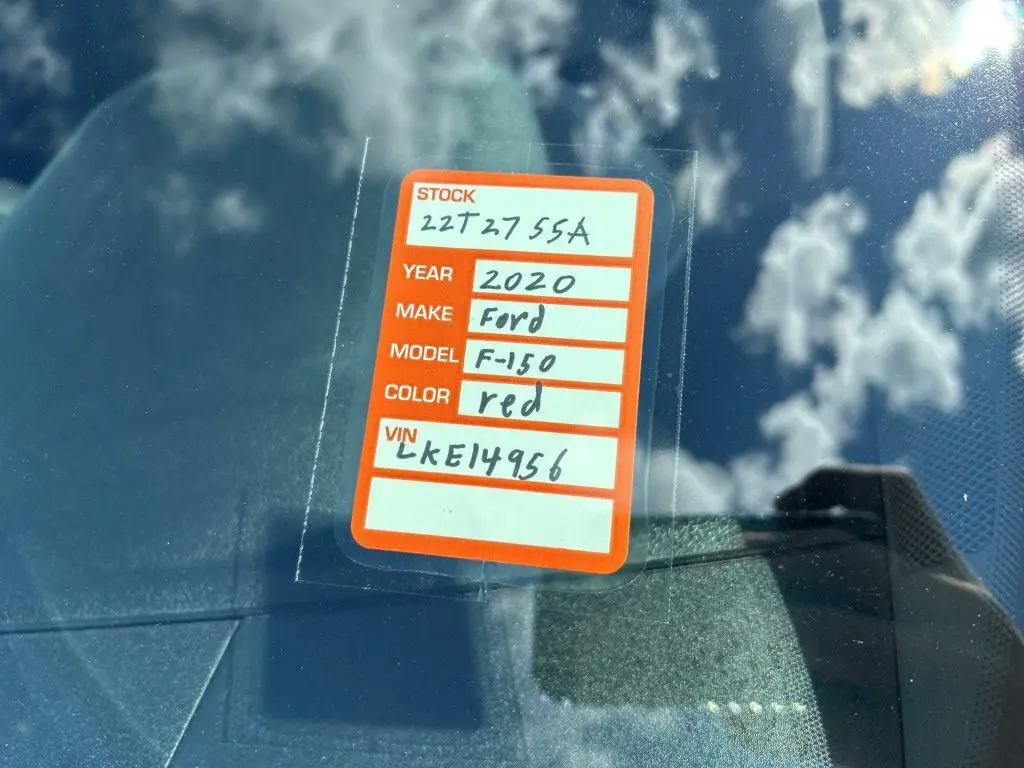 STOCK
22T2755A
YEAR 2020
MAKE Ford
MODEL F-150
COLOR red
VIN
LKE14956